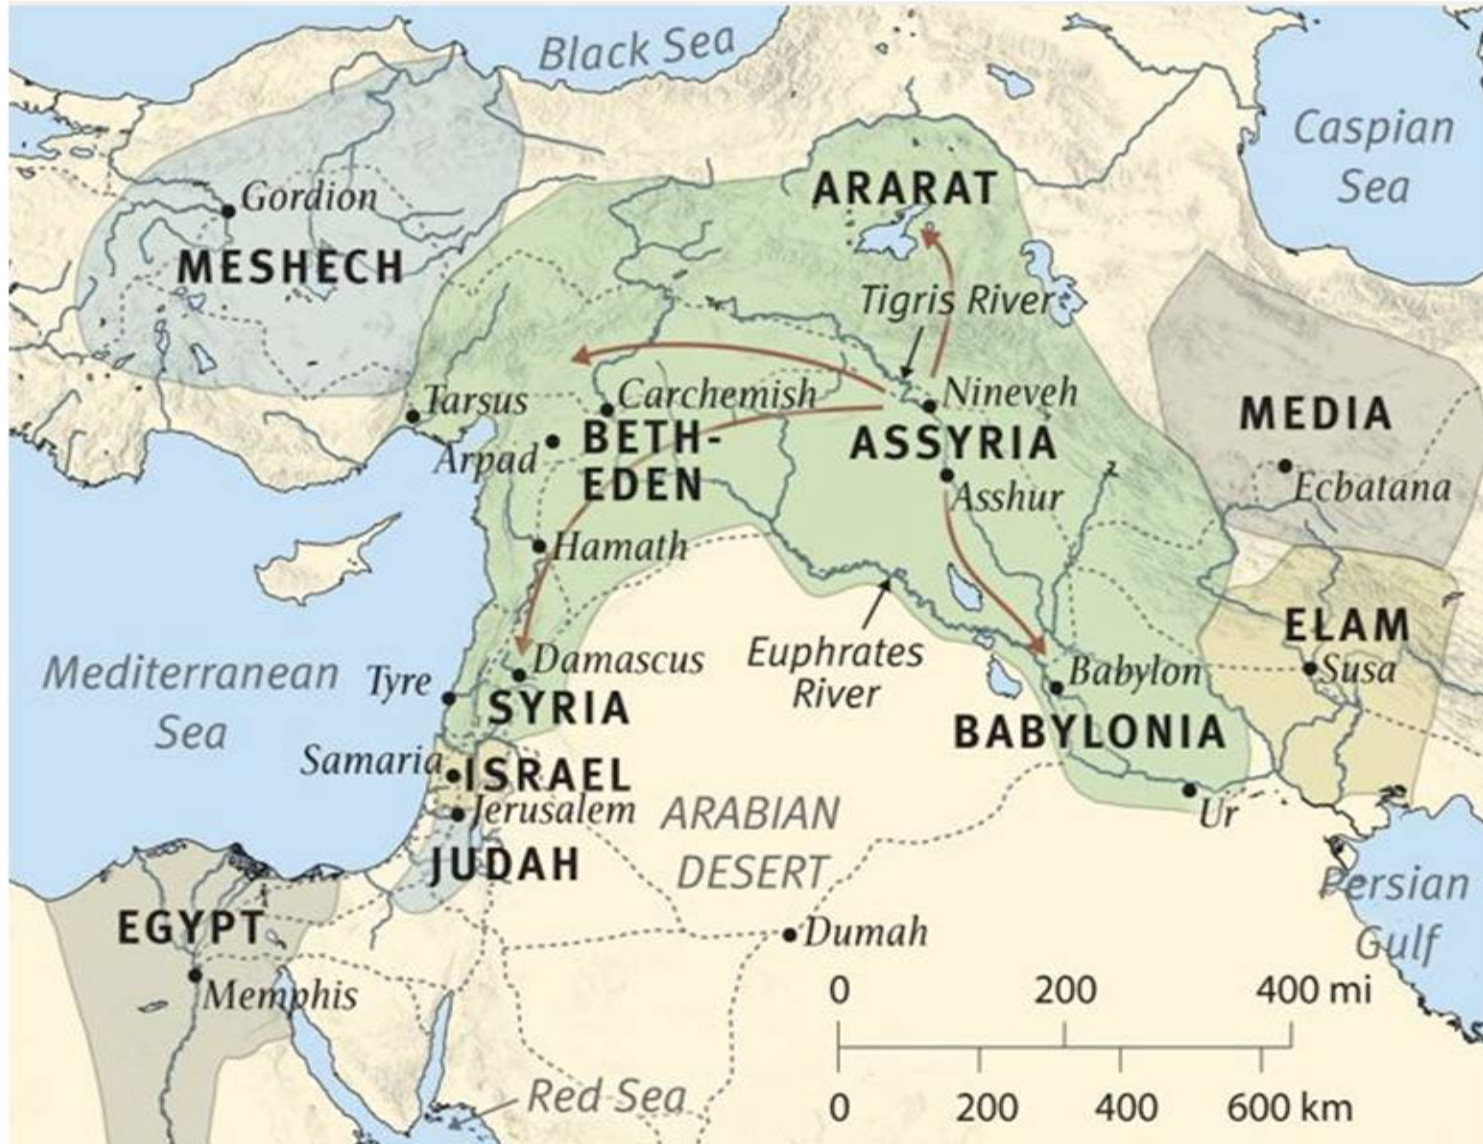 Black Sea
Caspian
Sea
ARARAT
Gordion
MESHECH
Tigris River
Tarsus
Carchemish
Nineveh
MEDIA
Arpad
BETH-
EDEN
ASSYRIA
Asshur
Ecbatana
Hamath
ELAM
Susa
Mediterranean
Sea
Tyre
Damascus
SYRIA
Euphrates
River
Babylon
BABYLONIA
Samaria
ISRAEL
Jerusalem
JUDAH
ARABIAN
DESERT
Ur
Persian
Gulf
EGYPT
Memphis
Dumah
0 200 400 mi
0 200 400 600 km
Red Sea